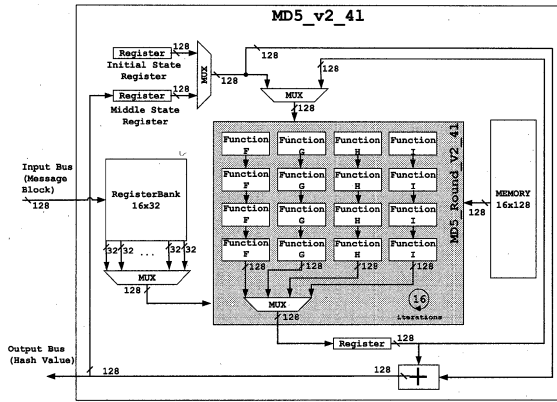 MD5_v2_4l
Register
128
Initial State
Register
Register
128
Middle State
Register
MUX
128
128
MUX
128
128
Input Bus
(Message
Block)
128
RegisterBank
16x32
32 32 ... 32 32
MUX
128
Function F
Function G
Function H
Function I
Function F
Function G
Function H
Function I
Function F
Function G
Function H
Function I
Function F
Function G
Function H
Function I
128
128
128
128
MUX
128
16
iterations
MD5_Round_V2_4l
128
MEMORY
16x128
Register
128
Output Bus
(Hash Value)
128
128
+